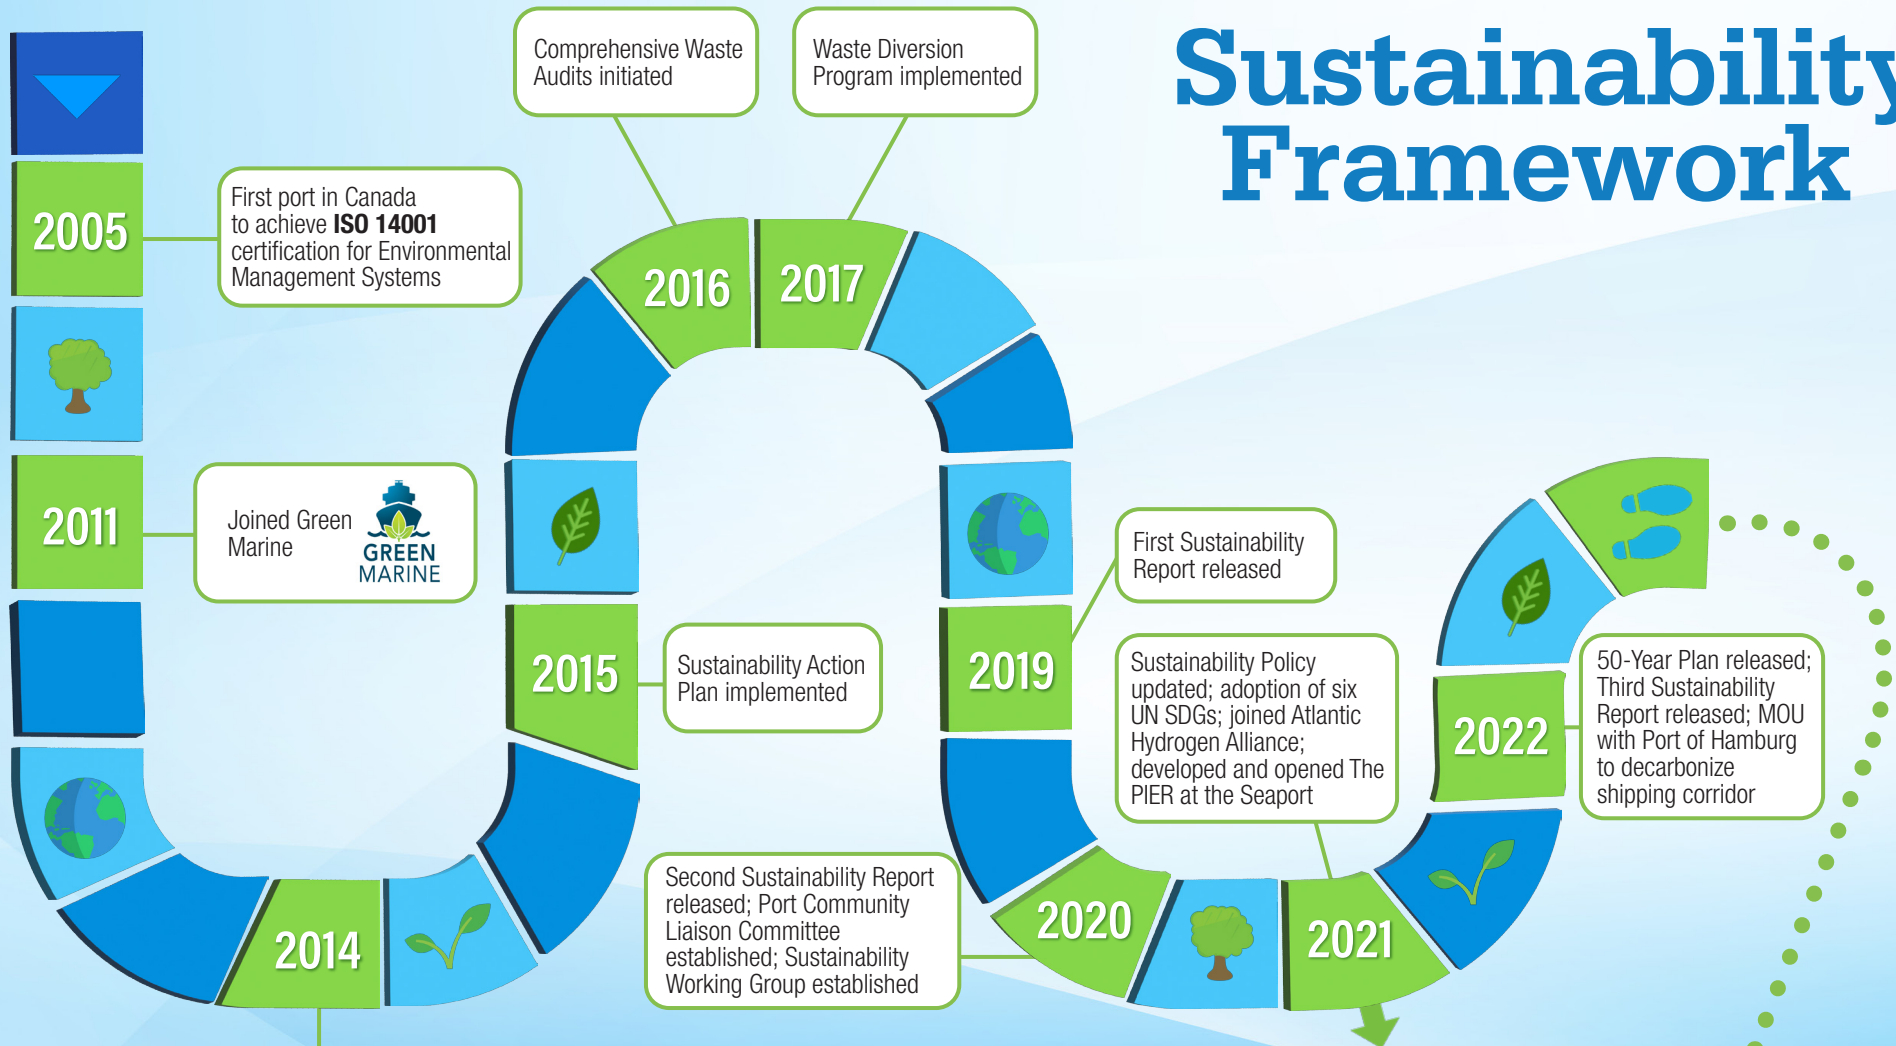 Sustainability
Framework
2005
First port in Canada
to achieve ISO 14001
certification for Environmental
Management Systems
2011
Joined Green
Marine
GREEN
MARINE
2014
2015
Sustainability Action
Plan implemented
Comprehensive Waste
Audits initiated
2016
Waste Diversion
Program implemented
2017
2019
First Sustainability
Report released
2020
Second Sustainability Report
released; Port Community
Liaison Committee
established; Sustainability
Working Group established
2021
Sustainability Policy
updated; adoption of six
UN SDGs; joined Atlantic
Hydrogen Alliance;
developed and opened The
PIER at the Seaport
2022
50-Year Plan released;
Third Sustainability
Report released; MOU
with Port of Hamburg
to decarbonize
shipping corridor